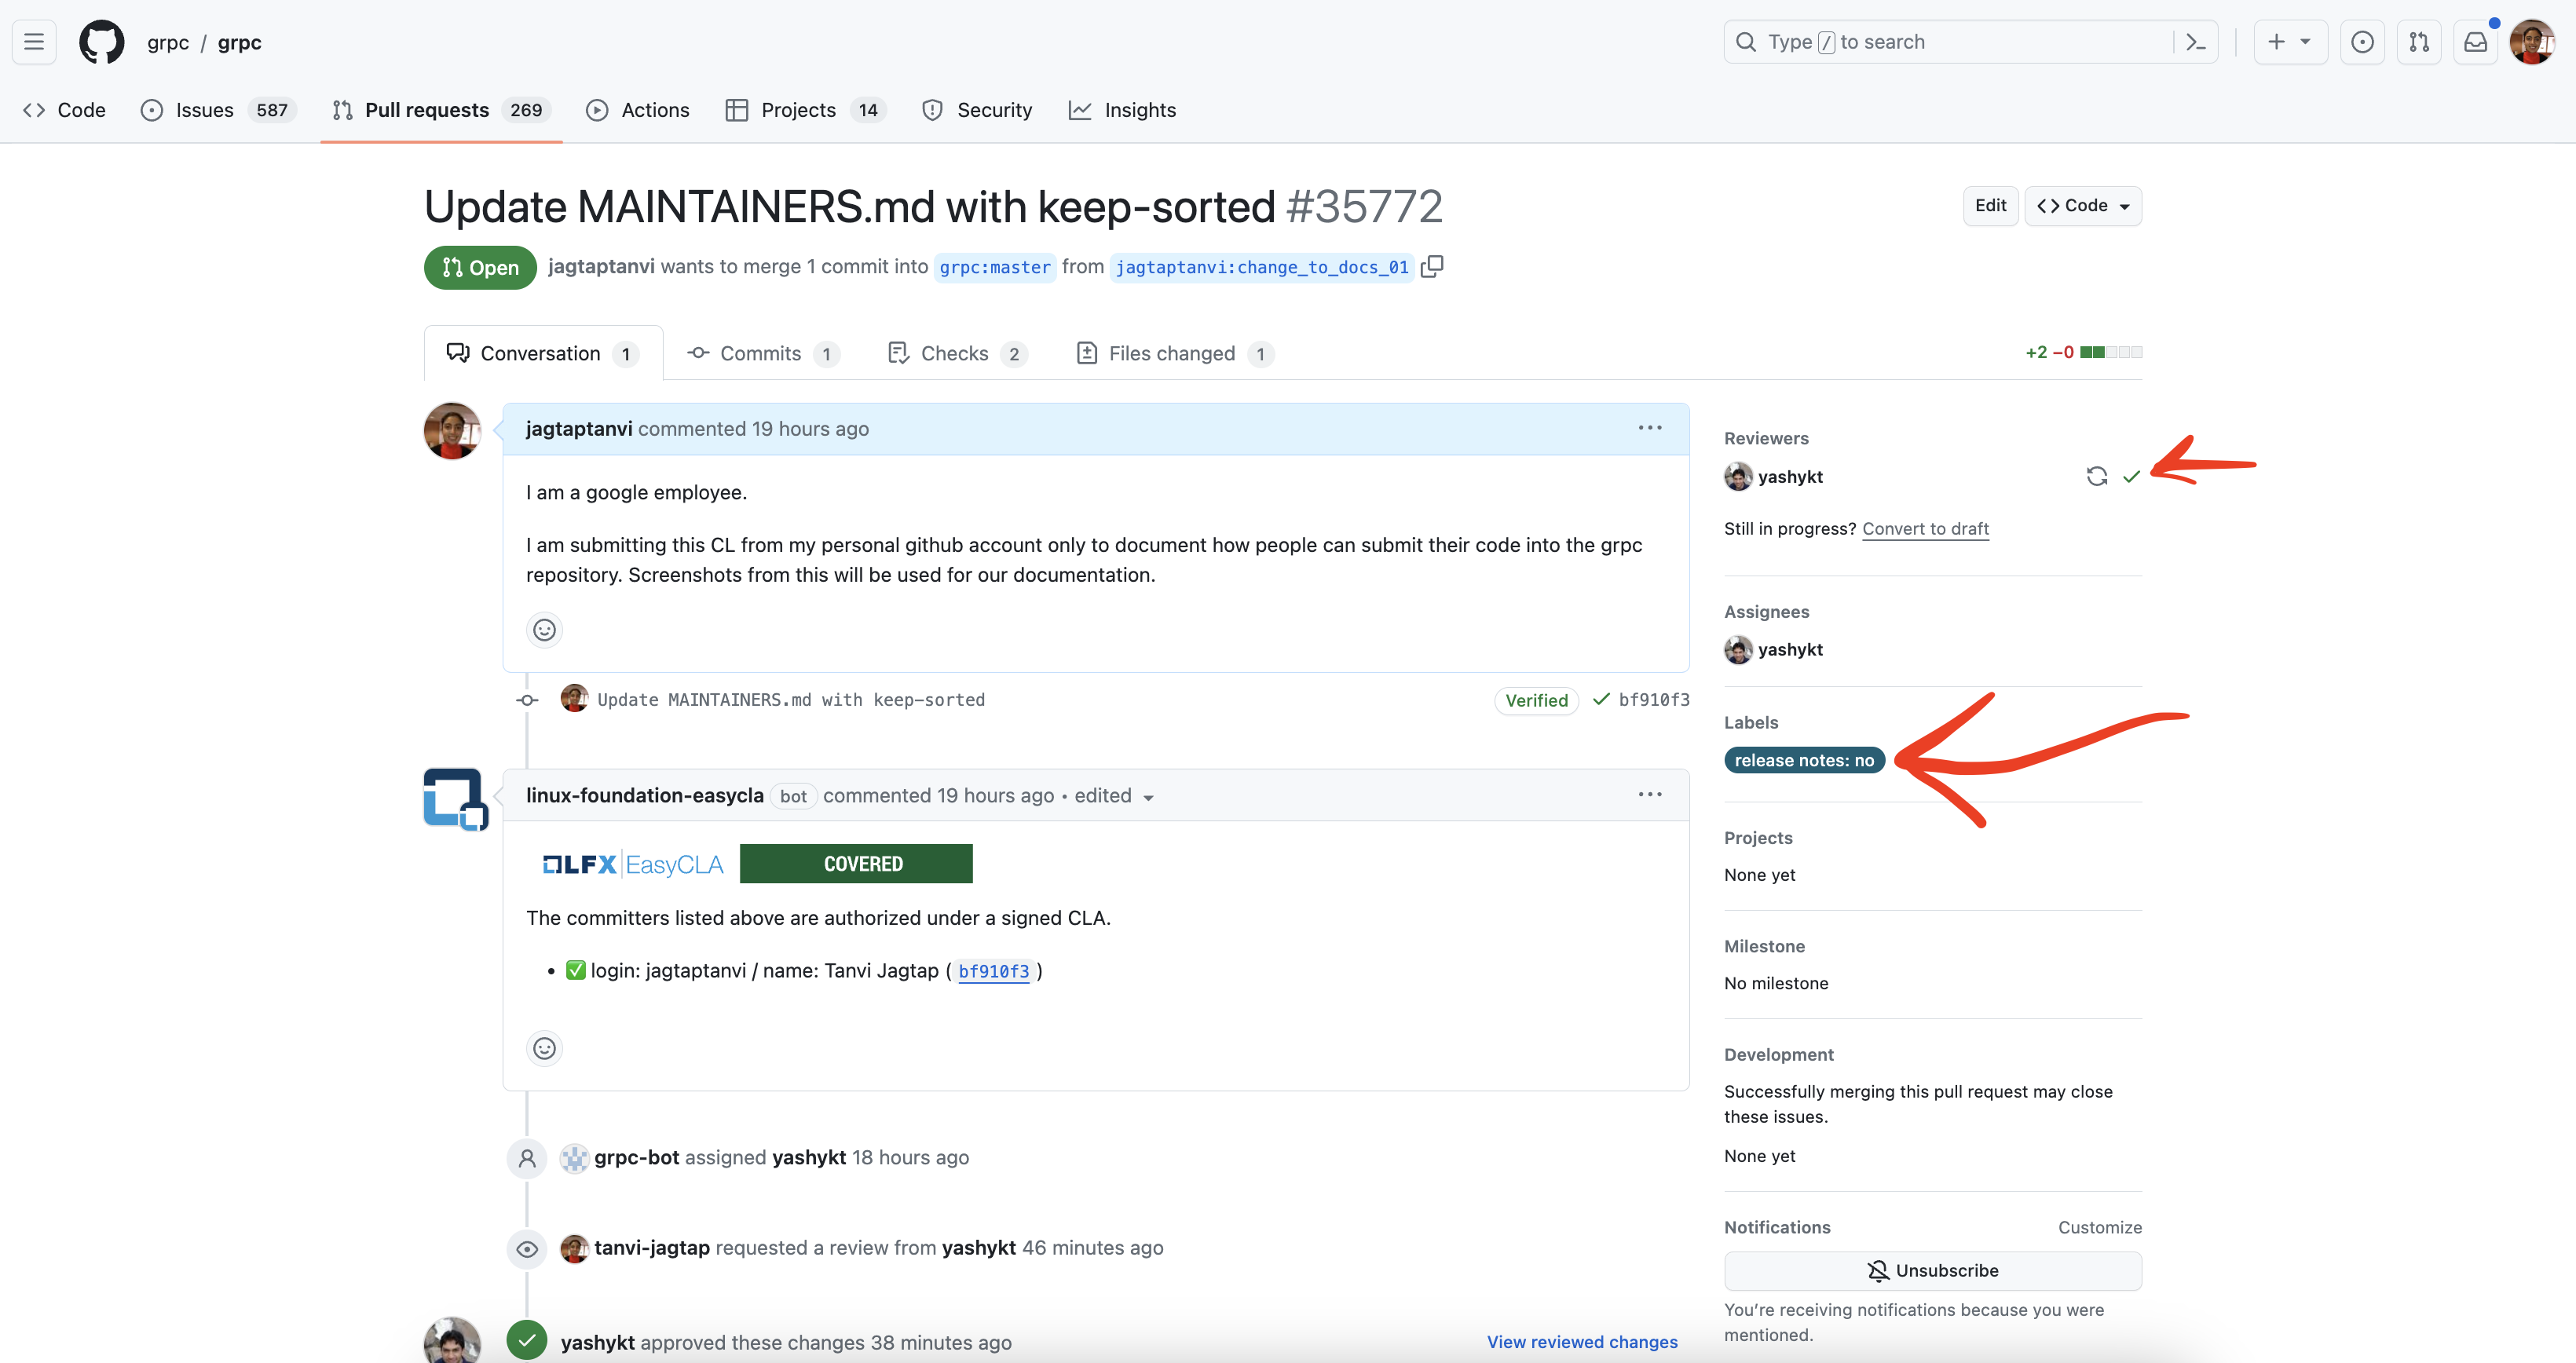 grpc / grpc
Type / to search
Code
Issues 587
Pull requests 269
Actions
Projects 14
Security
Insights
Update MAINTAINERS.md with keep-sorted #35772
Edit
Code
Open
jagtaptanvi wants to merge 1 commit into grpc:master from jagtaptanvi:change_to_docs_01
Conversation 1
Commits 1
Checks 2
Files changed 1
+2 −0
jagtaptanvi commented 19 hours ago
I am a google employee.
I am submitting this CL from my personal github account only to document how people can submit their code into the grpc
repository. Screenshots from this will be used for our documentation.
Update MAINTAINERS.md with keep-sorted
Verified
bf910f3
linux-foundation-easycla bot commented 19 hours ago • edited
LFX EasyCLA
COVERED
The committers listed above are authorized under a signed CLA.
• ✅ login: jagtaptanvi / name: Tanvi Jagtap ( bf910f3 )
grpc-bot assigned yashykt 18 hours ago
tanvi-jagtap requested a review from yashykt 46 minutes ago
yashykt approved these changes 38 minutes ago
View reviewed changes
Reviewers
yashykt
Still in progress? Convert to draft
Assignees
yashykt
Labels
release notes: no
Projects
None yet
Milestone
No milestone
Development
Successfully merging this pull request may close
these issues.
None yet
Notifications
Customize
Unsubscribe
You’re receiving notifications because you were
mentioned.